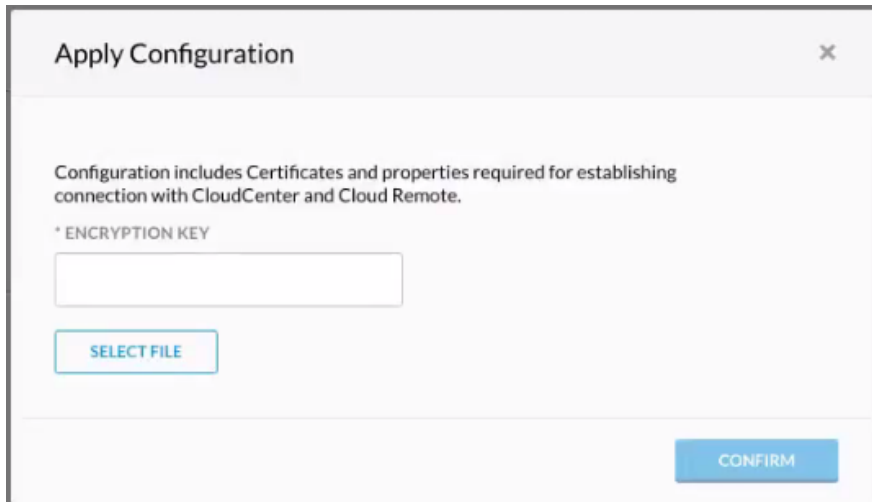 Apply Configuration
Configuration includes Certificates and properties required for establishing
connection with CloudCenter and Cloud Remote.
* ENCRYPTION KEY
SELECT FILE
CONFIRM